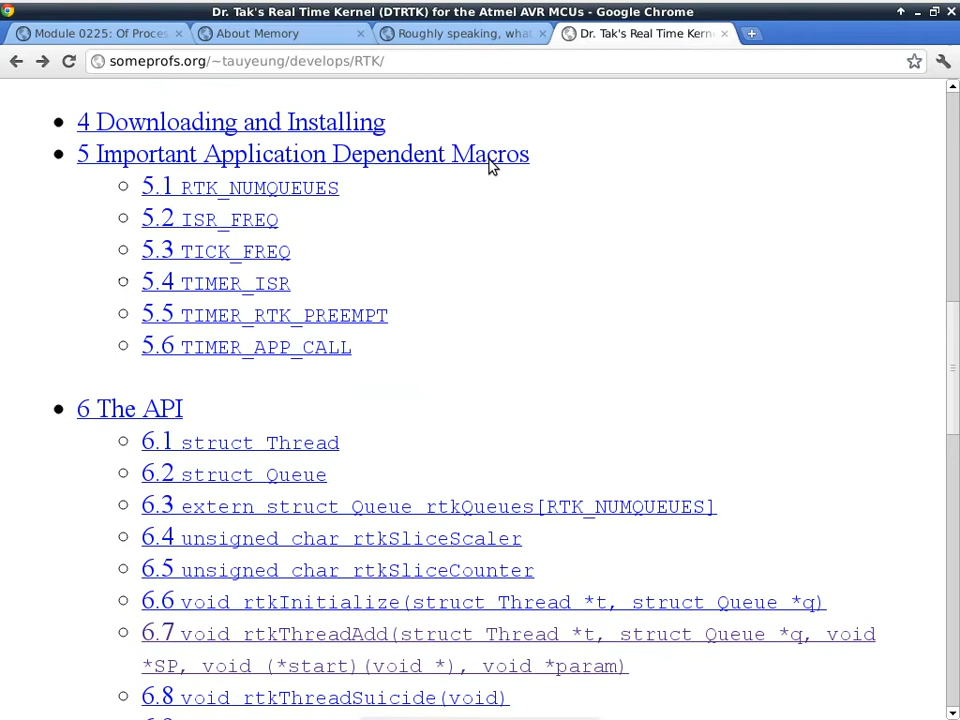 Dr. Tak's Real Time Kernel (DTRTK) for the Atmel AVR MCUs - Google Chrome
Module 0225: Of Proces
About Memory
Roughly speaking, what
Dr. Tak's Real Time Kern
someprofs.org/~tauyeung/develops/RTK/
4 Downloading and Installing
5 Important Application Dependent Macros
5.1 RTK_NUMQUEUES
5.2 ISR_FREQ
5.3 TICK_FREQ
5.4 TIMER_ISR
5.5 TIMER_RTK_PREEMPT
5.6 TIMER_APP_CALL
6 The API
6.1 struct Thread
6.2 struct Queue
6.3 extern struct Queue rtkQueues[RTK_NUMQUEUES]
6.4 unsigned char rtkSliceScaler
6.5 unsigned char rtkSliceCounter
6.6 void rtkInitialize(struct Thread *t, struct Queue *q)
6.7 void rtkThreadAdd(struct Thread *t, struct Queue *q, void
*SP, void (*start)(void *), void *param)
6.8 void rtkThreadSuicide(void)